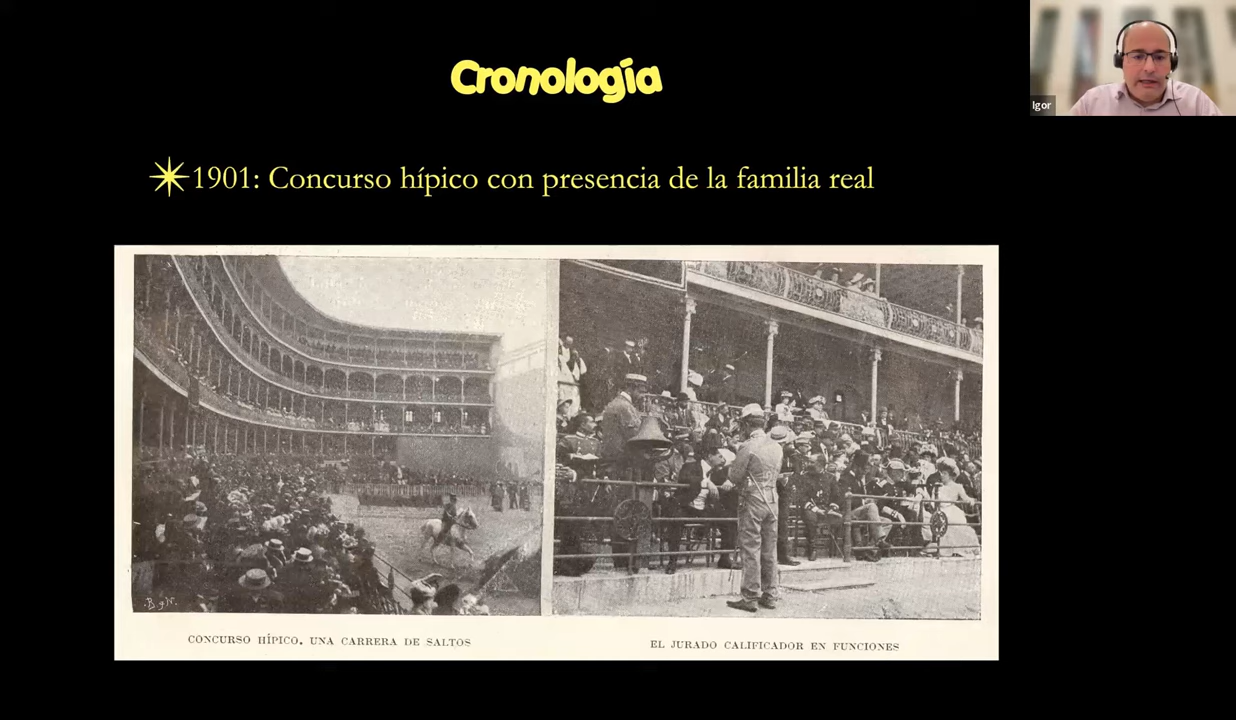 Cronología
Igor
1901: Concurso hípico con presencia de la familia real
B y N.
CONCURSO HÍPICO. UNA CARRERA DE SALTOS
EL JURADO CALIFICADOR EN FUNCIONES